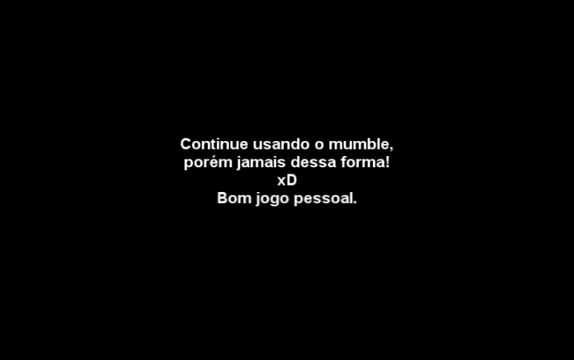 Continue usando o mumble,
porém jamais dessa forma!
xD
Bom jogo pessoal.